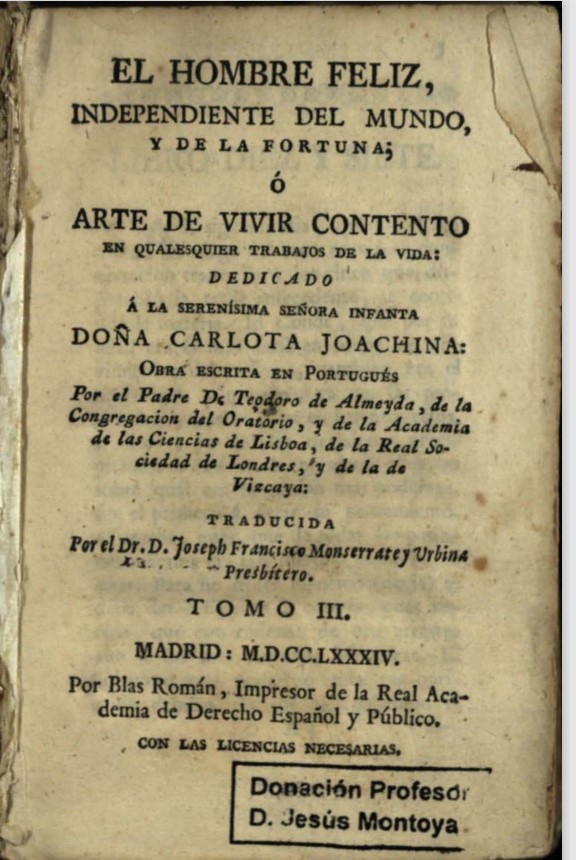 EL HOMBRE FELIZ,
INDEPENDIENTE DEL MUNDO,
Y DE LA FORTUNA;
Ó
ARTE DE VIVIR CONTENTO
EN QUALESQUIER TRABAJOS DE LA VIDA:
DEDICADO
Á LA SERENÍSIMA SEÑORA INFANTA
DOÑA CARLOTA JOACHINA:
OBRA ESCRITA EN PORTUGUÉS
Por el Padre D. Teodoro de Almeyda, de la
Congregacion del Oratorio, y de la Academia
de las Ciencias de Lisboa, de la Real So-
ciedad de Londres, y de la de
Vizcaya:
TRADUCIDA
Por el Dr. D. Joseph Francisco Monserrate y Urbina
Presbítero.
TOMO III.
MADRID: M.D.CC.LXXXIV.
Por Blas Román, Impresor de la Real Aca-
demia de Derecho Español y Público.
CON LAS LICENCIAS NECESARIAS.
Donación Profesor
D. Jesús Montoya